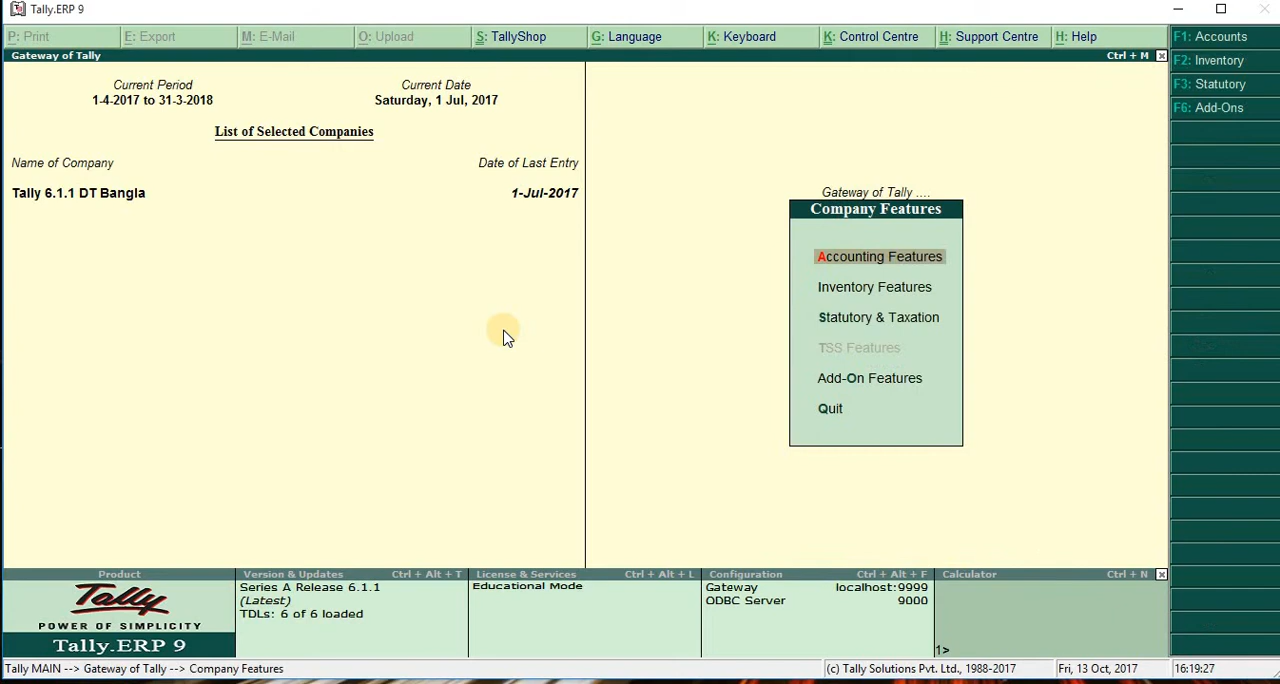 Tally.ERP 9
P: Print
E: Export
M: E-Mail
O: Upload
S: TallyShop
G: Language
K: Keyboard
K: Control Centre
H: Support Centre
H: Help
F1: Accounts
F2: Inventory
F3: Statutory
F6: Add-Ons
Gateway of Tally
Ctrl + M
Current Period
1-4-2017 to 31-3-2018
Current Date
Saturday, 1 Jul, 2017
List of Selected Companies
Name of Company
Date of Last Entry
Tally 6.1.1 DT Bangla
1-Jul-2017
Gateway of Tally ....
Company Features
Accounting Features
Inventory Features
Statutory & Taxation
TSS Features
Add-On Features
Quit
Product
Tally
POWER OF SIMPLICITY
Tally.ERP 9
Version & Updates
Ctrl + Alt + T
Series A Release 6.1.1
(Latest)
TDLs: 6 of 6 loaded
License & Services
Ctrl + Alt + L
Educational Mode
Configuration
Ctrl + Alt + F
Gateway
localhost:9999
ODBC Server
9000
Calculator
Ctrl + N
1>
Tally MAIN --> Gateway of Tally --> Company Features
(c) Tally Solutions Pvt. Ltd., 1988-2017
Fri, 13 Oct, 2017
16:19:27